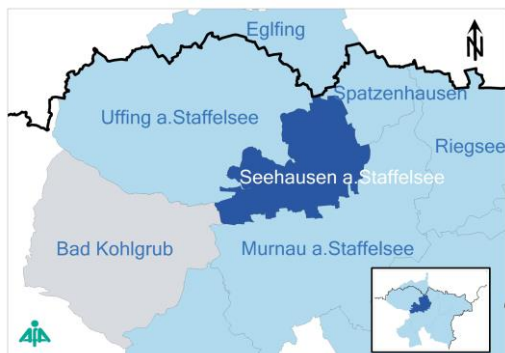 Eglfing
N
Spatzenhausen
Uffing a.Staffelsee
Riegsee
Seehausen a.Staffelsee
Bad Kohlgrub
Murnau a.Staffelsee